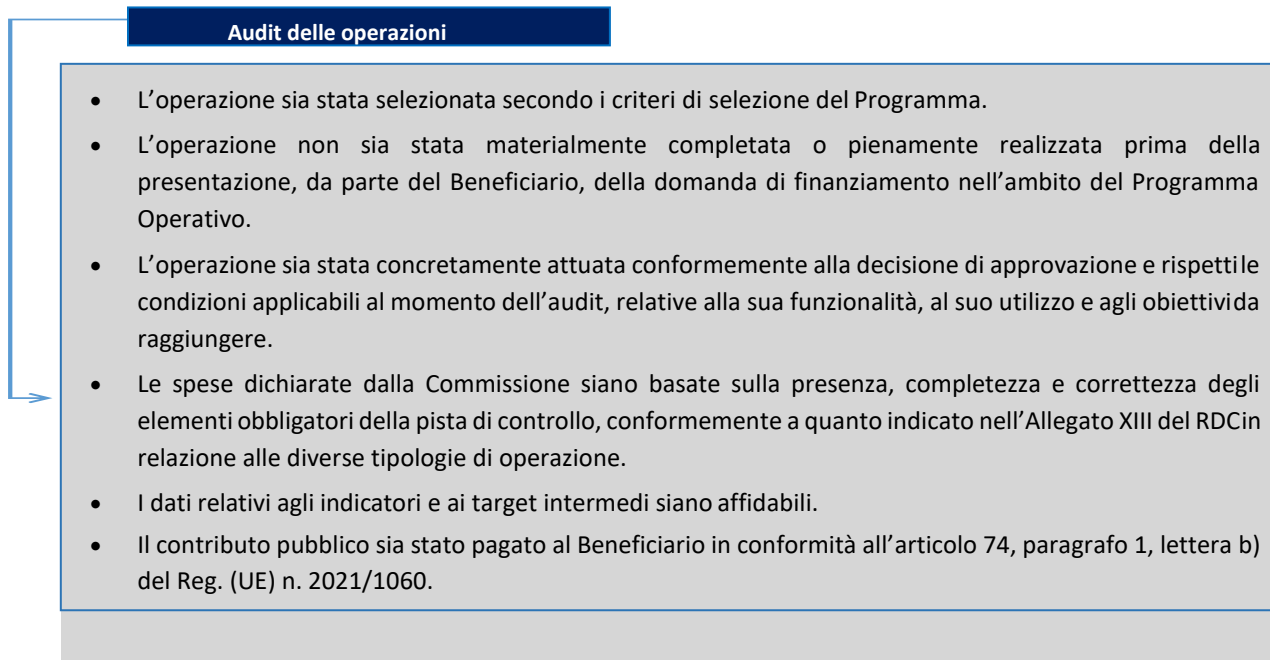 Audit delle operazioni
• L’operazione sia stata selezionata secondo i criteri di selezione del Programma.
• L’operazione non sia stata materialmente completata o pienamente realizzata prima della
presentazione, da parte del Beneficiario, della domanda di finanziamento nell’ambito del Programma
Operativo.
• L’operazione sia stata concretamente attuata conformemente alla decisione di approvazione e rispettile
condizioni applicabili al momento dell’audit, relative alla sua funzionalità, al suo utilizzo e agli obiettivida
raggiungere.
• Le spese dichiarate dalla Commissione siano basate sulla presenza, completezza e correttezza degli
elementi obbligatori della pista di controllo, conformemente a quanto indicato nell’Allegato XIII del RDCin
relazione alle diverse tipologie di operazione.
• I dati relativi agli indicatori e ai target intermedi siano affidabili.
• Il contributo pubblico sia stato pagato al Beneficiario in conformità all’articolo 74, paragrafo 1, lettera b)
del Reg. (UE) n. 2021/1060.